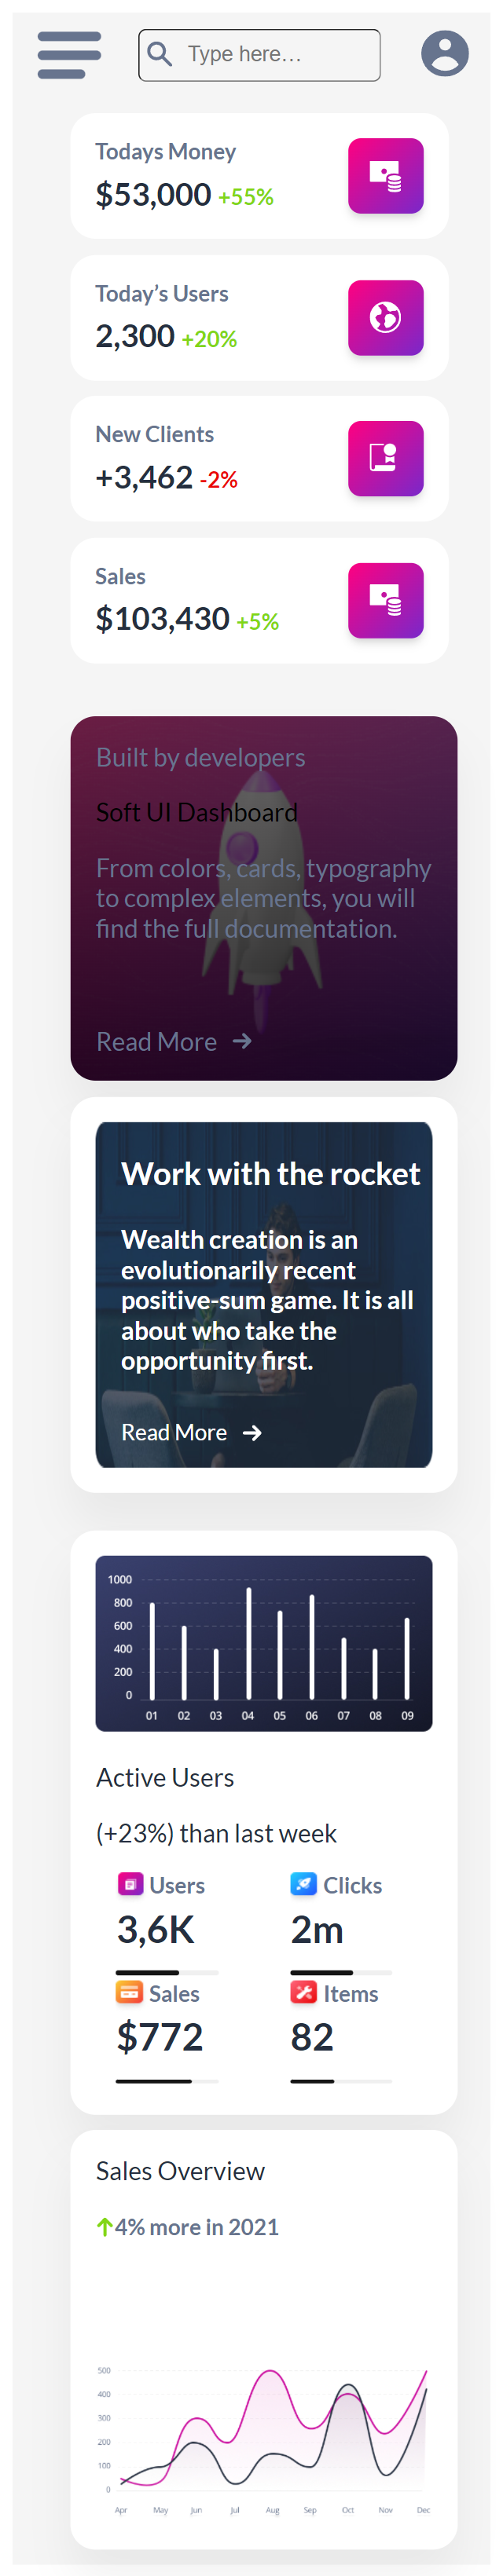 Type here...
Todays Money
$53,000 +55%
Today’s Users
2,300 +20%
New Clients
+3,462 -2%
Sales
$103,430 +5%
Built by developers
Soft UI Dashboard
From colors, cards, typography
to complex elements, you will
find the full documentation.
Read More
Work with the rocket
Wealth creation is an
evolutionarily recent
positive-sum game. It is all
about who take the
opportunity first.
Read More
1000
800
600
400
200
0
01 02 03 04 05 06 07 08 09
Active Users
(+23%) than last week
Users Clicks
3,6K 2m
Sales Items
$772 82
Sales Overview
4% more in 2021
500
400
300
200
100
0
Apr May Jun Jul Aug Sep Oct Nov Dec